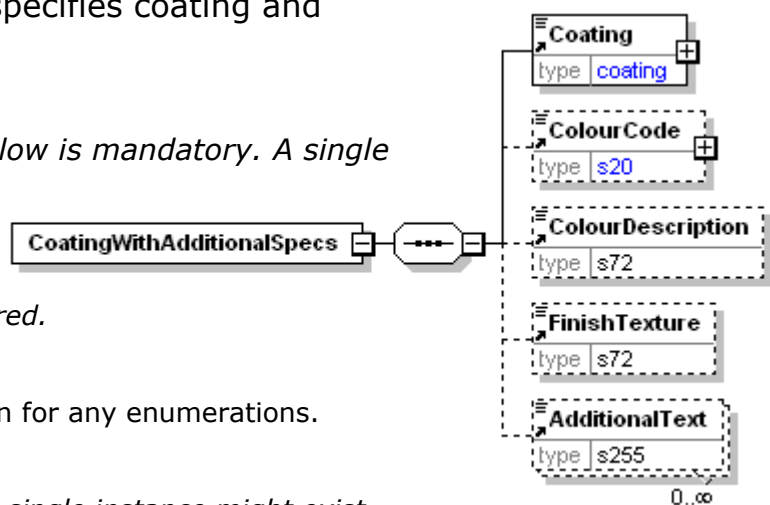 specifies coating and
low is mandatory. A single
red.
n for any enumerations.
single instance might exist
CoatingWithAdditionalSpecs
Coating
type coating
ColourCode
type s20
ColourDescription
type s72
FinishTexture
type s72
AdditionalText
type s255
0..∞